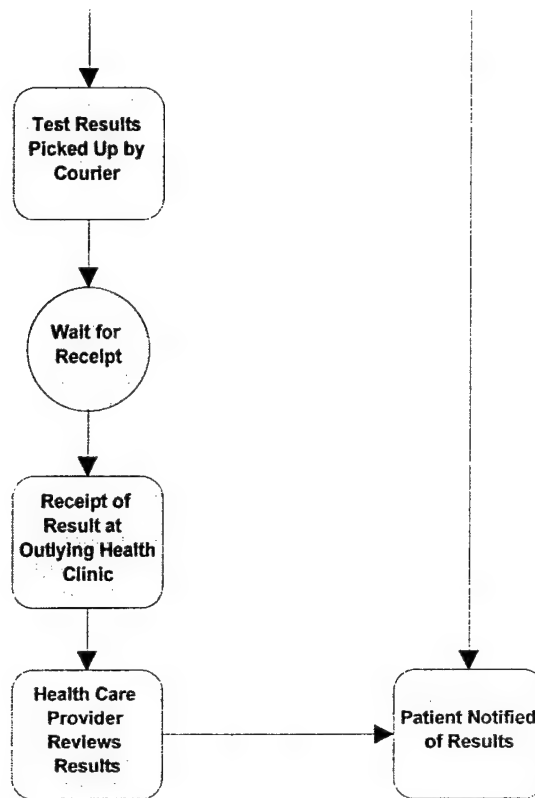 Test Results
Picked Up by
Courier
Wait for
Receipt
Receipt of
Result at
Outlying Health
Clinic
Health Care
Provider
Reviews
Results
Patient Notified
of Results